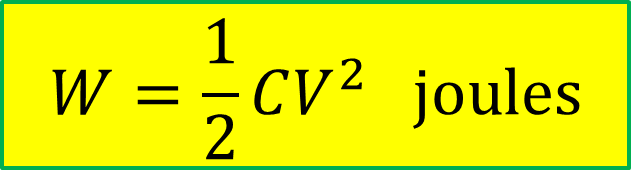 W = 1/2 CV² joules